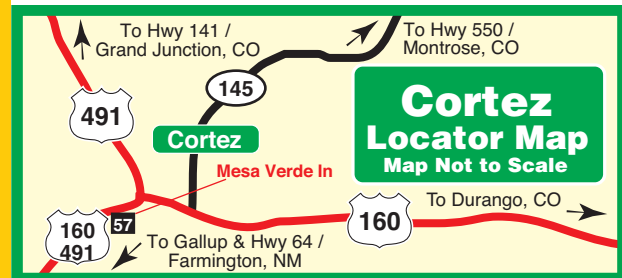 To Hwy 141 /
Grand Junction, CO
To Hwy 550 /
Montrose, CO
145
491
Cortez
Locator Map
Map Not to Scale
Cortez
Mesa Verde In
To Durango, CO
57
160
160
491
To Gallup & Hwy 64 /
Farmington, NM